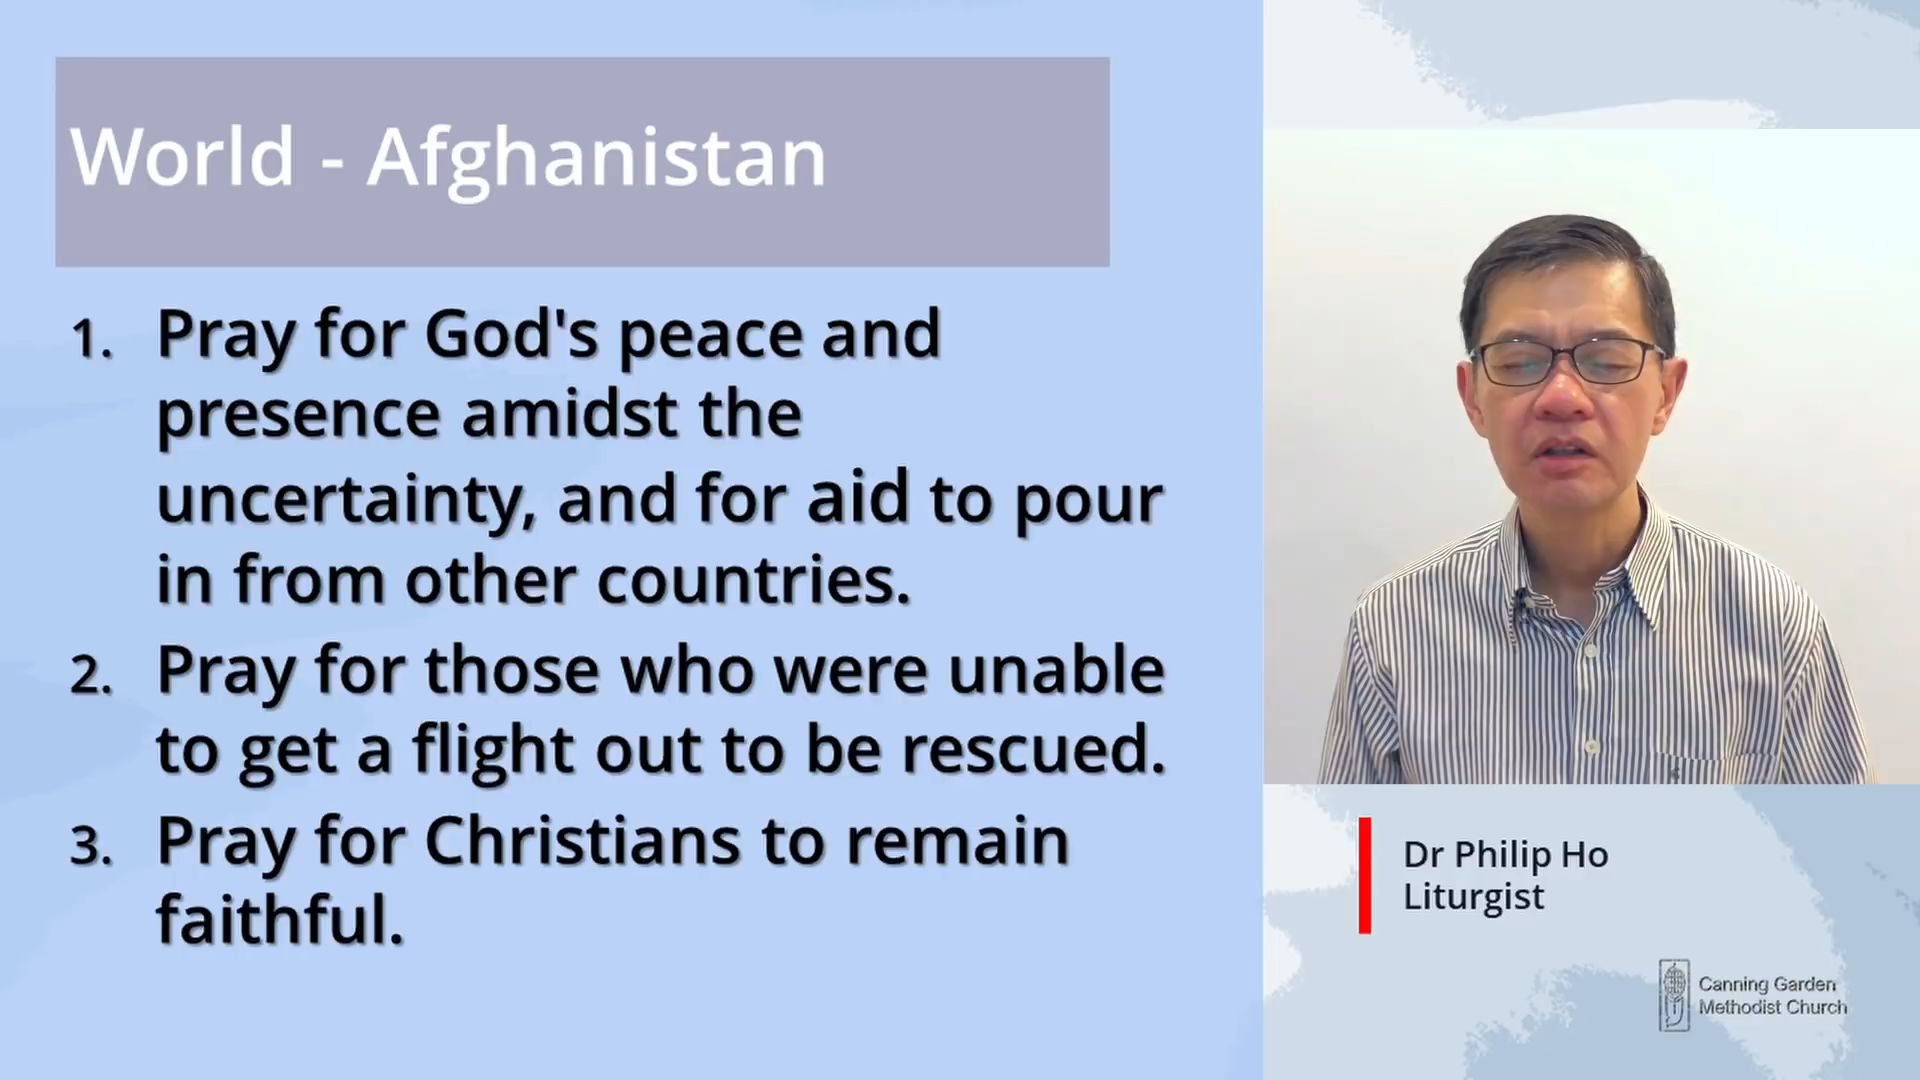 World - Afghanistan
1. Pray for God's peace and
presence amidst the
uncertainty, and for aid to pour
in from other countries.
2. Pray for those who were unable
to get a flight out to be rescued.
3. Pray for Christians to remain
faithful.
Dr Philip Ho
Liturgist
Canning Garden
Methodist Church